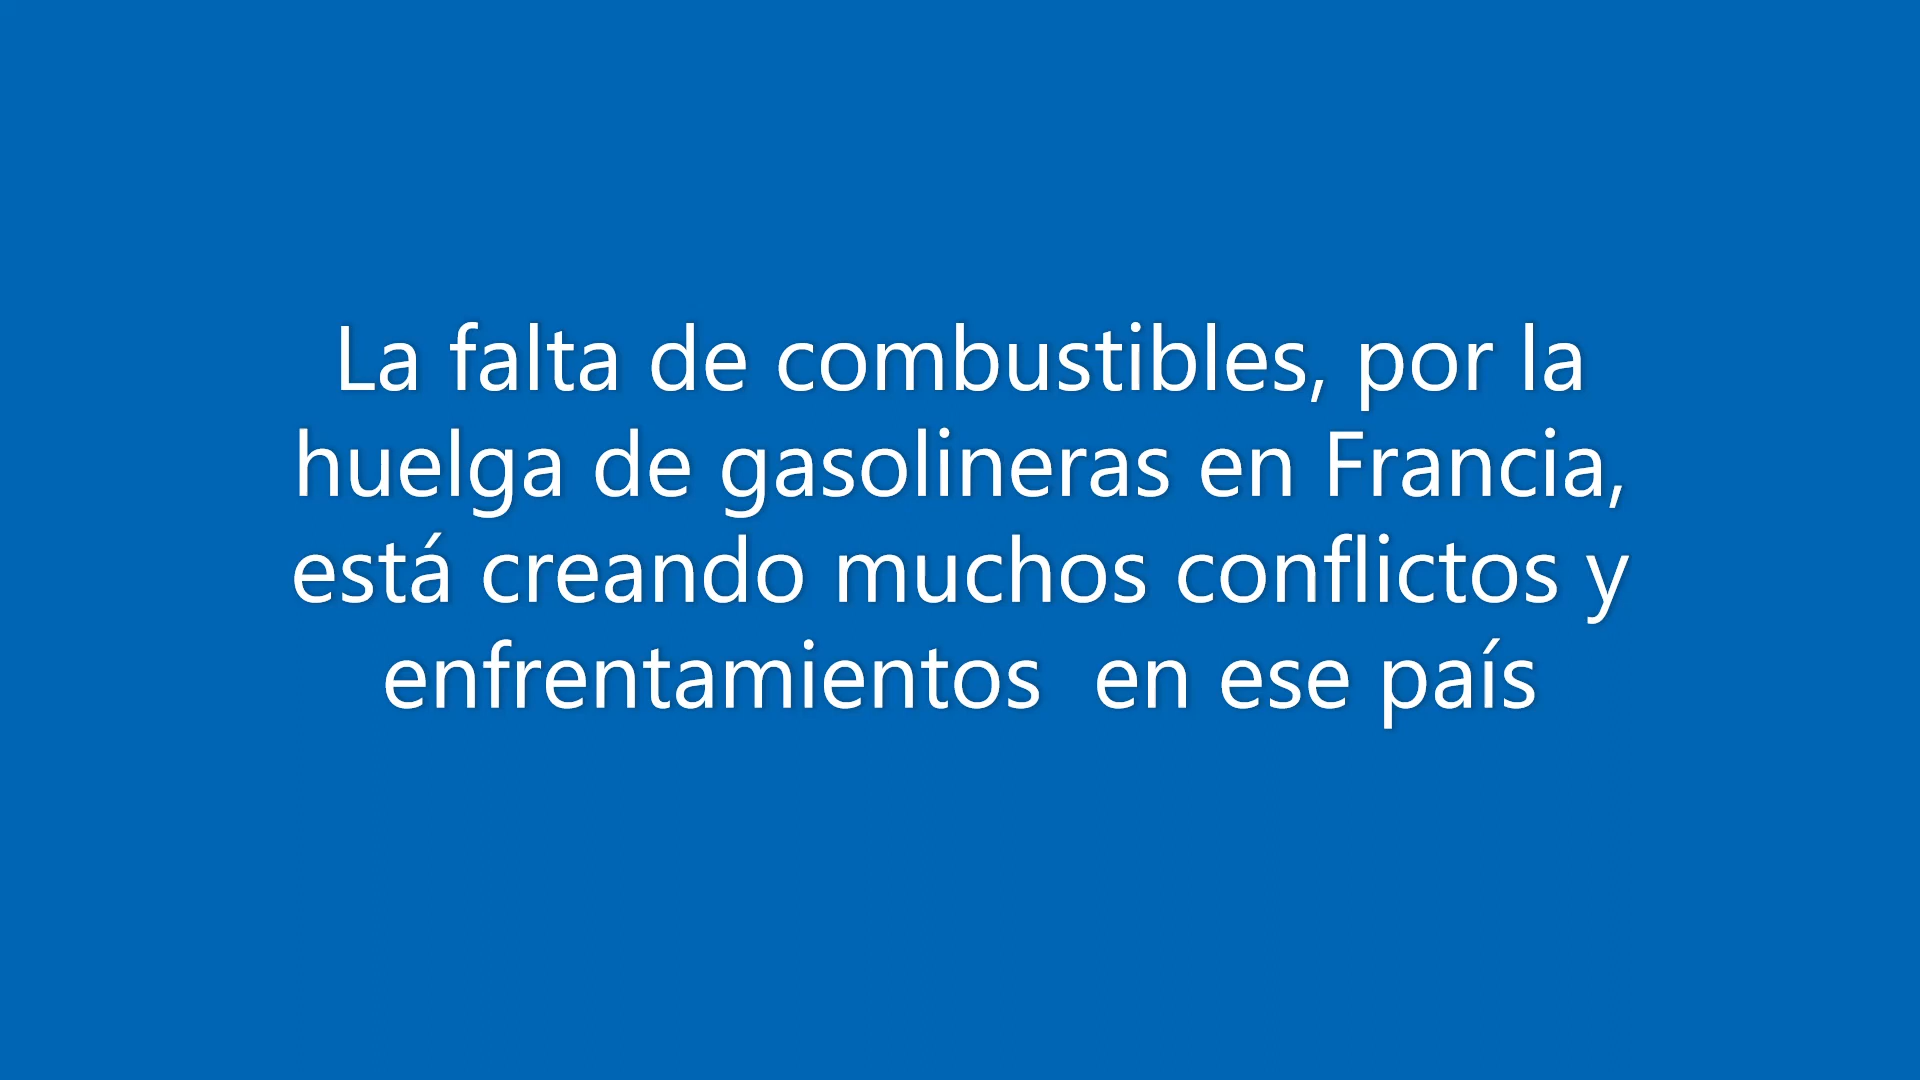 La falta de combustibles, por la
huelga de gasolineras en Francia,
está creando muchos conflictos y
enfrentamientos  en ese país